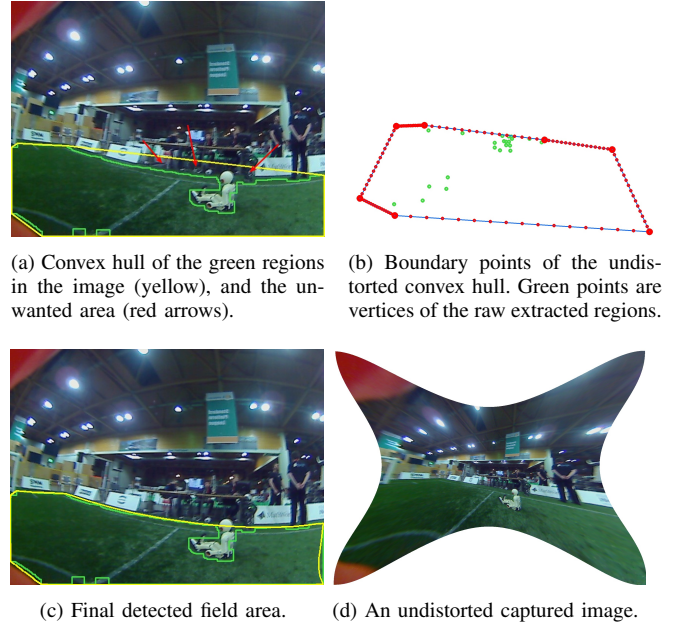 (a) Convex hull of the green regions
in the image (yellow), and the un-
wanted area (red arrows).
(b) Boundary points of the undis-
torted convex hull. Green points are
vertices of the raw extracted regions.
(c) Final detected field area.
(d) An undistorted captured image.